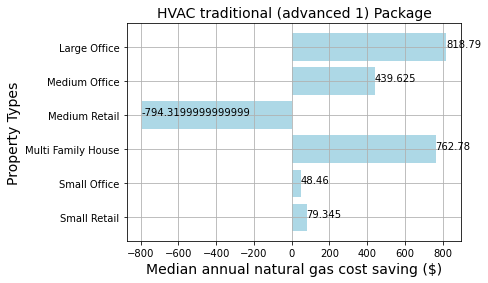 HVAC traditional (advanced 1) Package
Large Office
818.79
Medium Office
439.625
Medium Retail
-794.3199999999999
Multi Family House
762.78
Small Office
48.46
Small Retail
79.345
Property Types
−800 −600 −400 −200 0 200 400 600 800
Median annual natural gas cost saving ($)